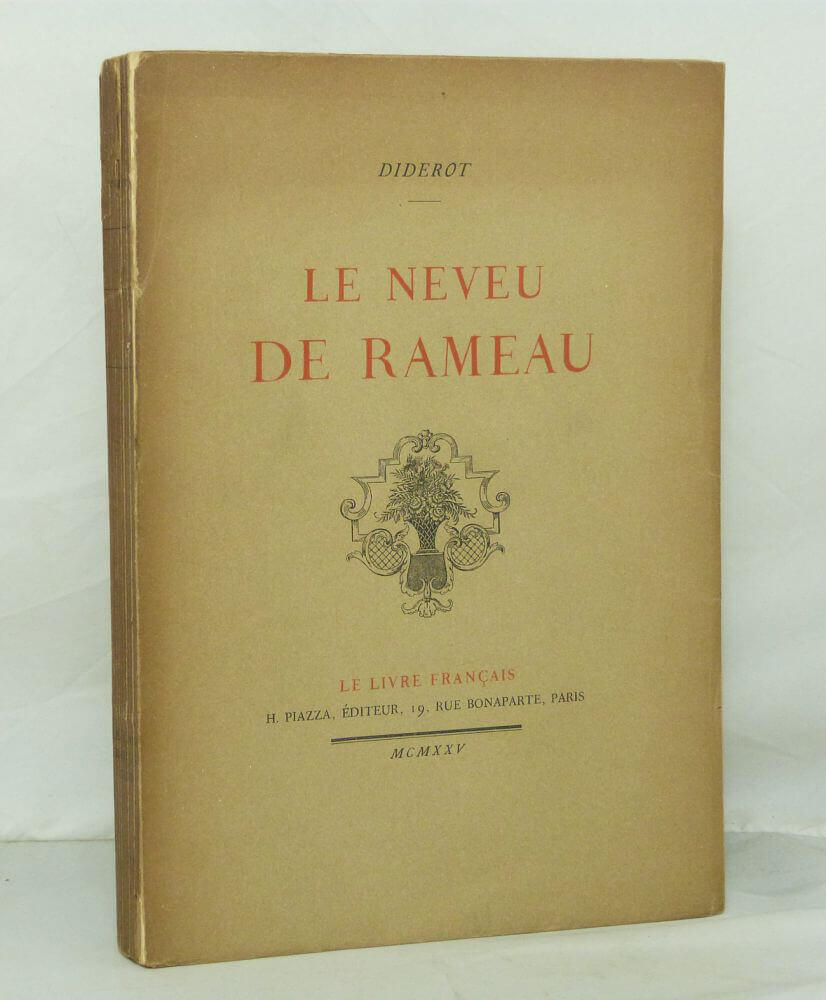 DIDEROT
LE NEVEU
DE RAMEAU
LE LIVRE FRANÇAIS
H. PIAZZA, ÉDITEUR, 19, RUE BONAPARTE, PARIS
MCMXXV